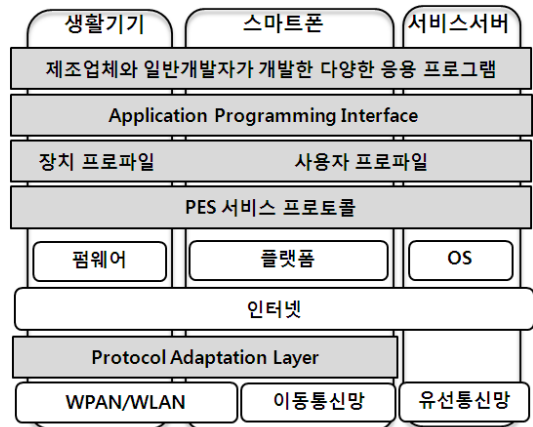 생활기기 스마트폰 서비스서버
제조업체와 일반개발자가 개발한 다양한 응용 프로그램
Application Programming Interface
장치 프로파일 사용자 프로파일
PES 서비스 프로토콜
펌웨어 플랫폼 OS
인터넷
Protocol Adaptation Layer
WPAN/WLAN 이동통신망 유선통신망